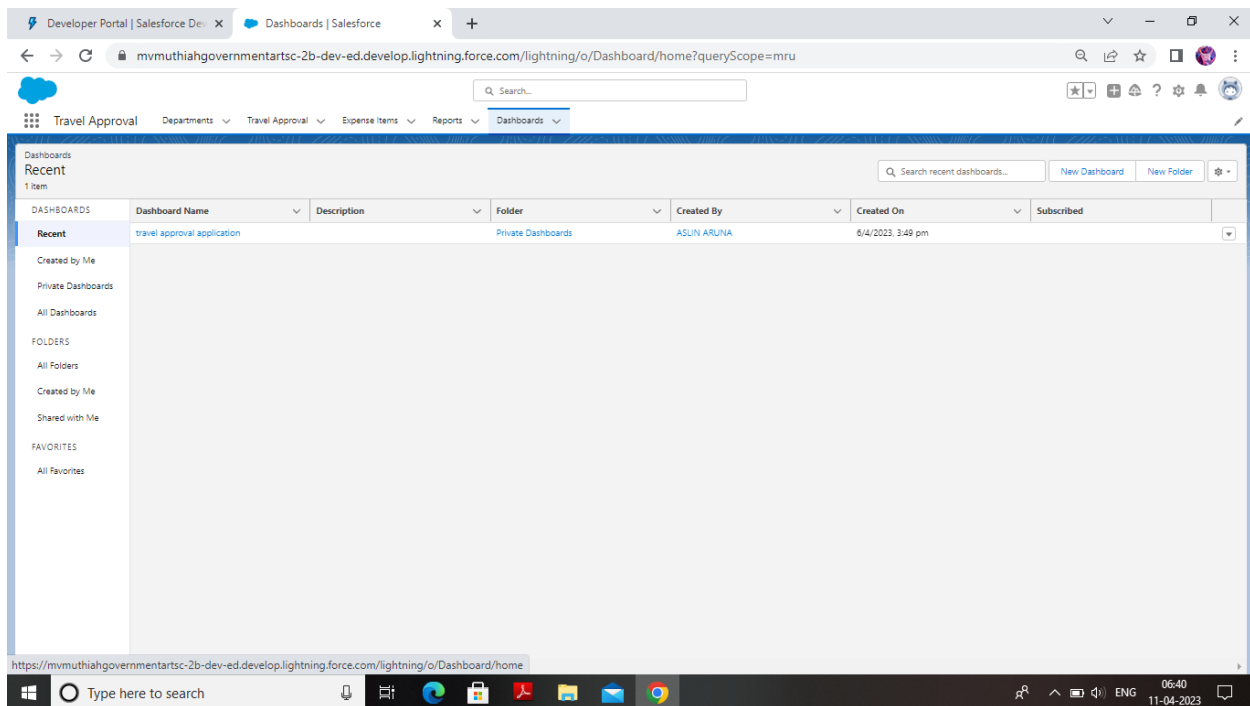 Developer Portal | Salesforce De
Dashboards | Salesforce
mvmuthiahgovernmentartsc-2b-dev-ed.develop.lightning.force.com/lightning/o/Dashboard/home?queryScope=mru
Search...
Travel Approval Departments Travel Approval Expense Items Reports Dashboards
Dashboards
Recent
1 item
Search recent dashboards... New Dashboard New Folder
DASHBOARDS Dashboard Name Description Folder Created By Created On Subscribed
Recent travel approval application Private Dashboards ASLIN ARUNA 6/4/2023, 3:49 pm
Created by Me
Private Dashboards
All Dashboards
FOLDERS
All Folders
Created by Me
Shared with Me
FAVORITES
All Favorites
https://mvmuthiahgovernmentartsc-2b-dev-ed.develop.lightning.force.com/lightning/o/Dashboard/home
Type here to search ENG 06:40
11-04-2023